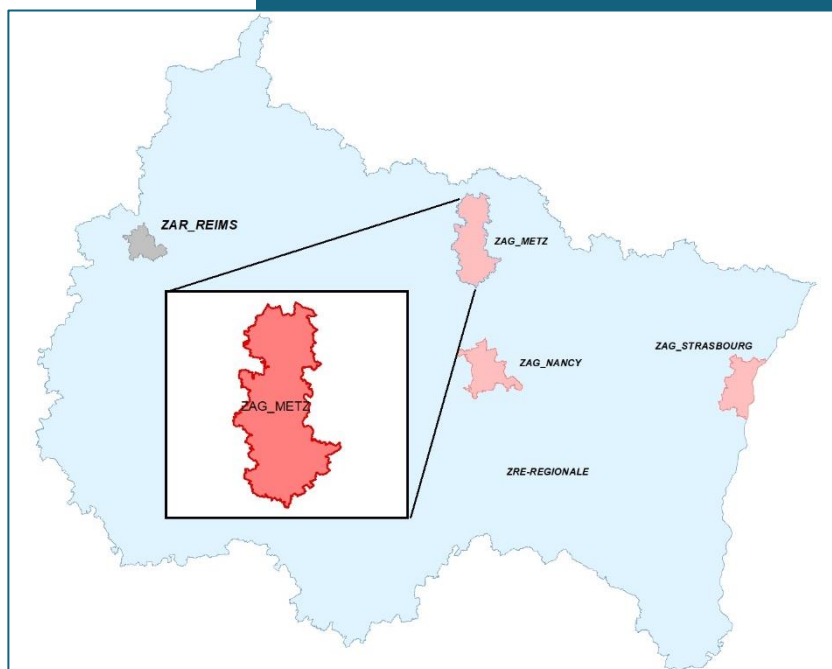 ZAR_REIMS
ZAG_METZ
ZAG_STRASBOURG
ZAG_NANCY
ZAG_METZ
ZRE-REGIONALE